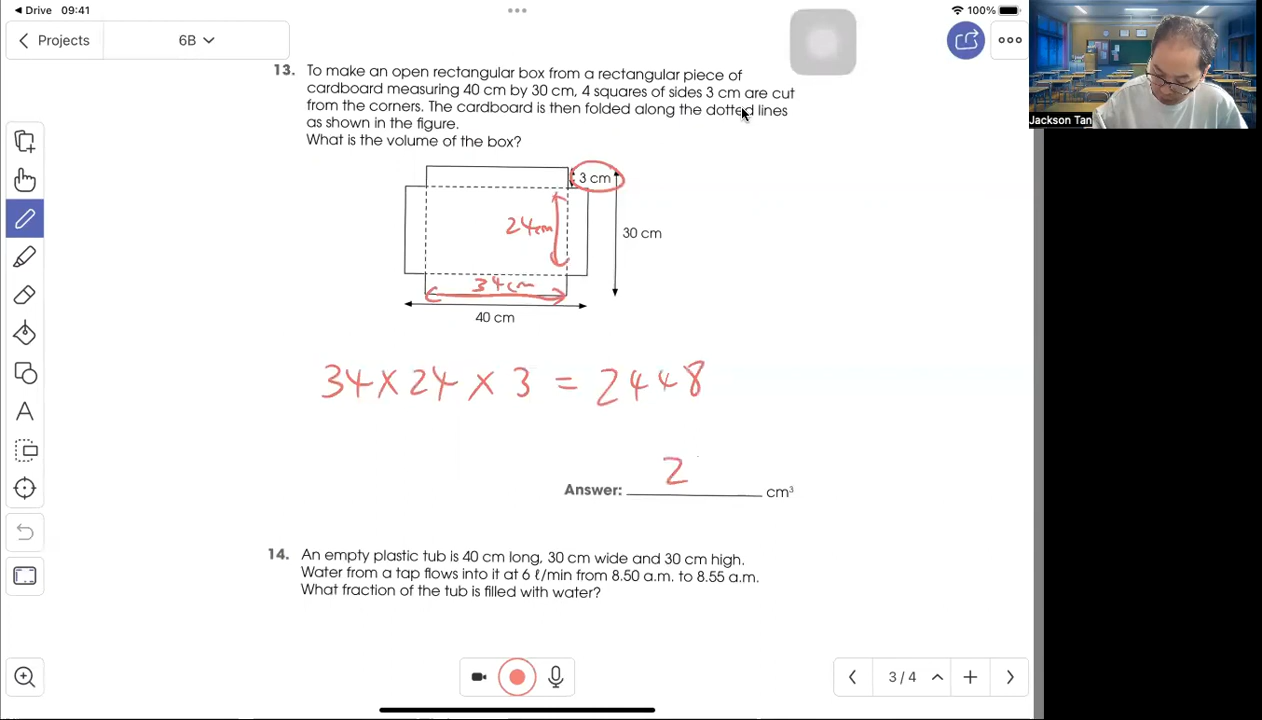 Drive 09:41
100%
Projects
6B
Jackson Tan
13. To make an open rectangular box from a rectangular piece of
cardboard measuring 40 cm by 30 cm, 4 squares of sides 3 cm are cut
from the corners. The cardboard is then folded along the dotted lines
as shown in the figure.
What is the volume of the box?
3 cm
24cm
30 cm
34cm
40 cm
34 × 24 × 3 = 2448
2
Answer: ____ cm³
14. An empty plastic tub is 40 cm long, 30 cm wide and 30 cm high.
Water from a tap flows into it at 6 ℓ/min from 8.50 a.m. to 8.55 a.m.
What fraction of the tub is filled with water?
A
3 / 4